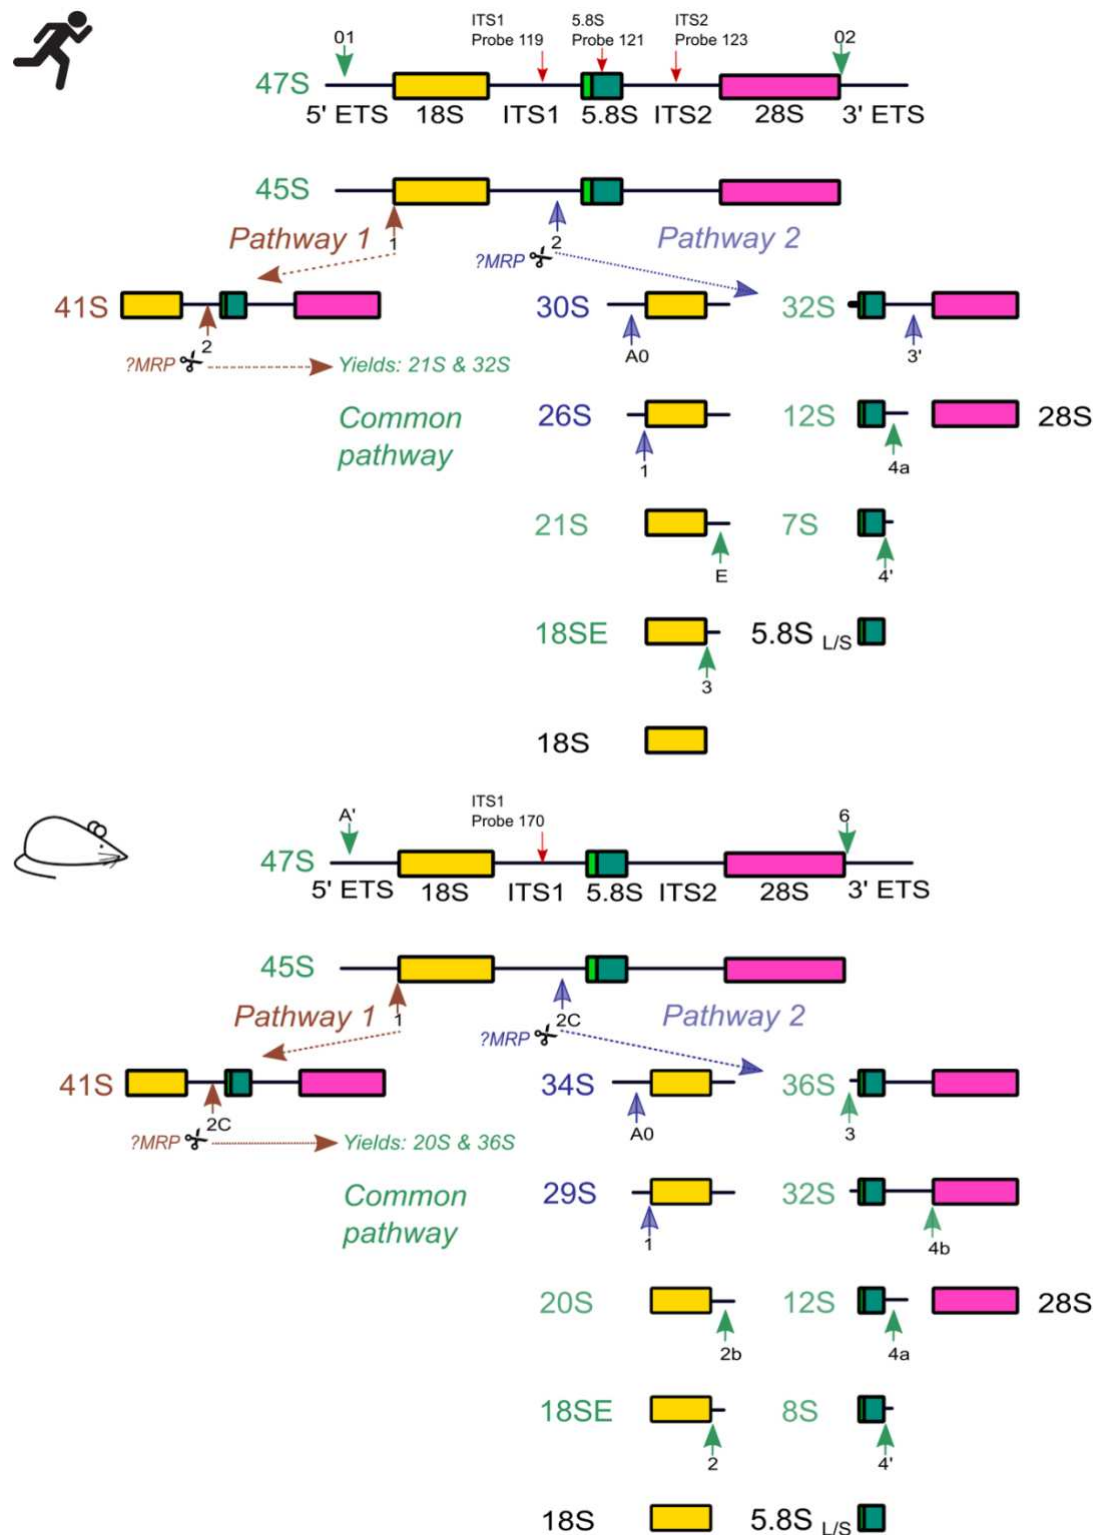 ITS1 5.8S ITS2
01 Probe 119 Probe 121 Probe 123 02
47S
5' ETS 18S ITS1 5.8S ITS2 28S 3' ETS
45S
Pathway 1 1 2 Pathway 2
?MRP
41S 30S 32S
2 A0 3'
?MRP Yields: 21S & 32S
Common 26S 12S 28S
pathway 1 4a
21S 7S
E 4'
18SE 5.8S L/S
3
18S
ITS1
A' Probe 170 6
47S
5' ETS 18S ITS1 5.8S ITS2 28S 3' ETS
45S
Pathway 1 1 2C Pathway 2
?MRP
41S 34S 36S
2C A0 3
?MRP Yields: 20S & 36S
Common 29S 32S
pathway 1 4b
20S 12S 28S
2b 4a
18SE 8S
2 4'
18S 5.8S L/S